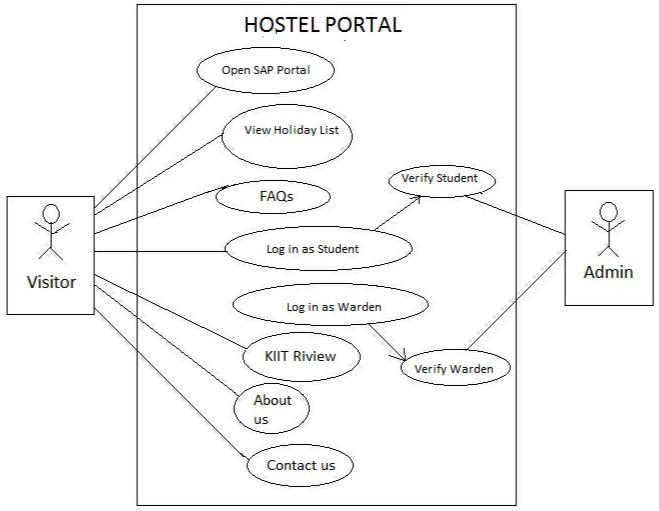 HOSTEL PORTAL
Open SAP Portal
View Holiday List
Verify Student
FAQs
Visitor
Log in as Student
Admin
Log in as Warden
KIIT Riview
Verify Warden
About
us
Contact us